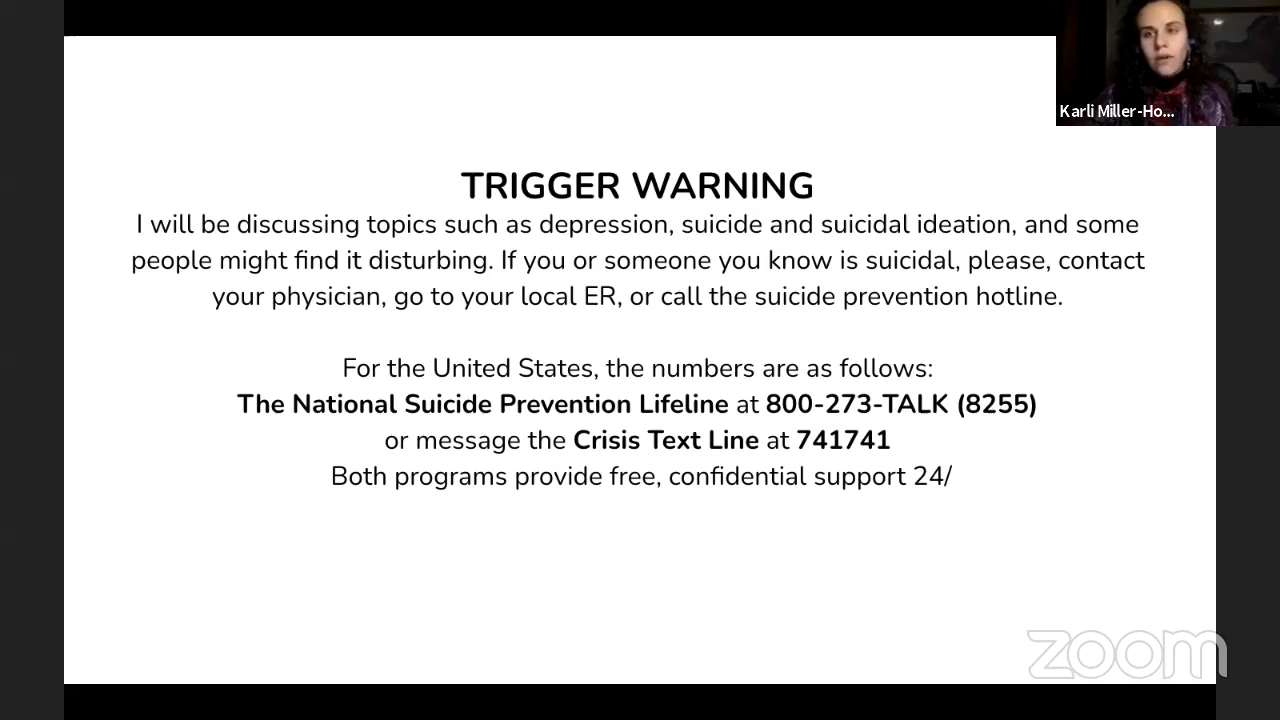 Karli Miller-Ho...
TRIGGER WARNING
I will be discussing topics such as depression, suicide and suicidal ideation, and some
people might find it disturbing. If you or someone you know is suicidal, please, contact
your physician, go to your local ER, or call the suicide prevention hotline.
For the United States, the numbers are as follows:
The National Suicide Prevention Lifeline at 800-273-TALK (8255)
or message the Crisis Text Line at 741741
Both programs provide free, confidential support 24/
zoom